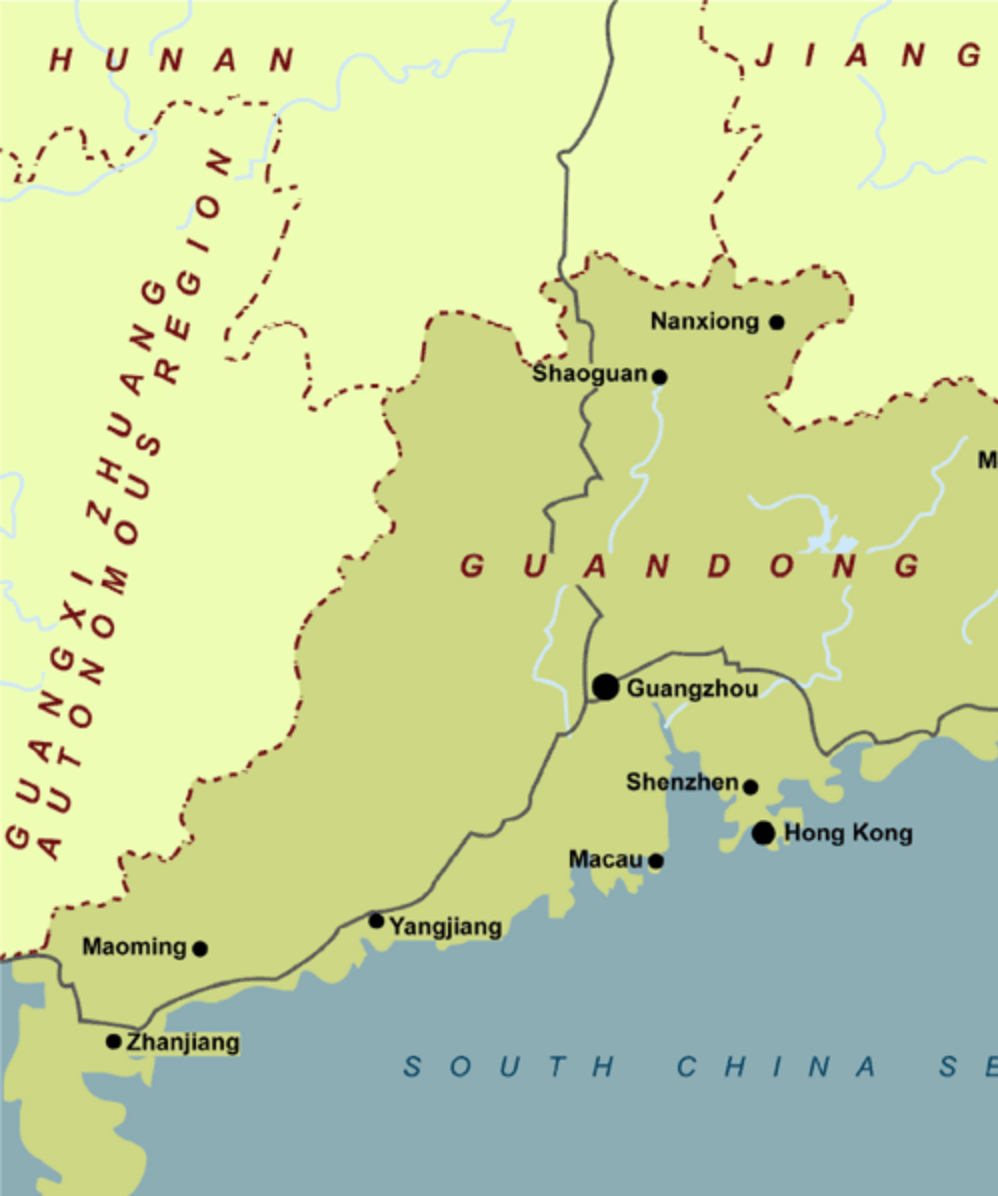 HUNAN
JIANG
GUANGXI ZHUANG
AUTONOMOUS REGION
Nanxiong
Shaoguan
M
GUANDONG
Guangzhou
Shenzhen
Hong Kong
Macau
Yangjiang
Maoming
Zhanjiang
SOUTH CHINA SE